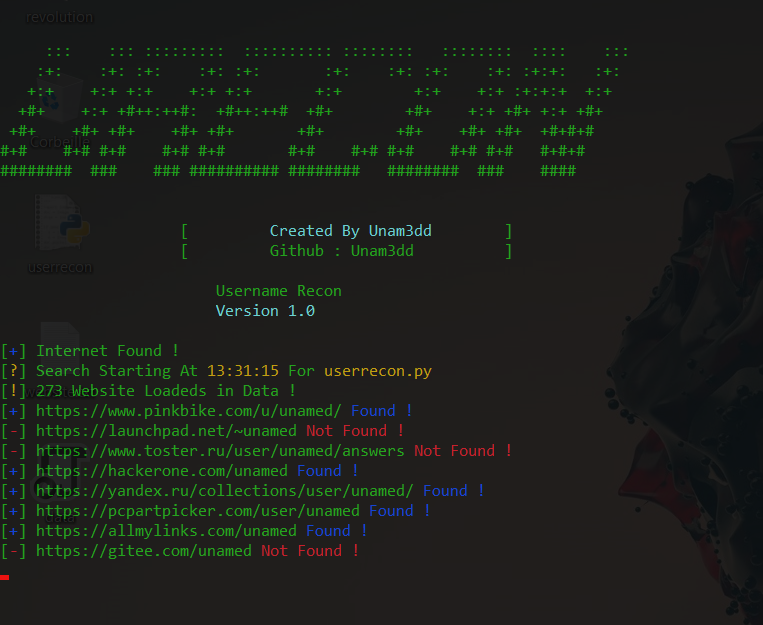 revolution
Corbeille
userrecon
[ Created By Unam3dd ]
[ Github : Unam3dd ]
Username Recon
Version 1.0
[+] Internet Found !
[?] Search Starting At 13:31:15 For userrecon.py
[!] 273 Website Loadeds in Data !
[+] https://www.pinkbike.com/u/unamed/ Found !
[-] https://launchpad.net/~unamed Not Found !
[-] https://www.toster.ru/user/unamed/answers Not Found !
[+] https://hackerone.com/unamed Found !
[+] https://yandex.ru/collections/user/unamed/ Found !
[+] https://pcpartpicker.com/user/unamed Found !
[+] https://allmylinks.com/unamed Found !
[-] https://gitee.com/unamed Not Found !